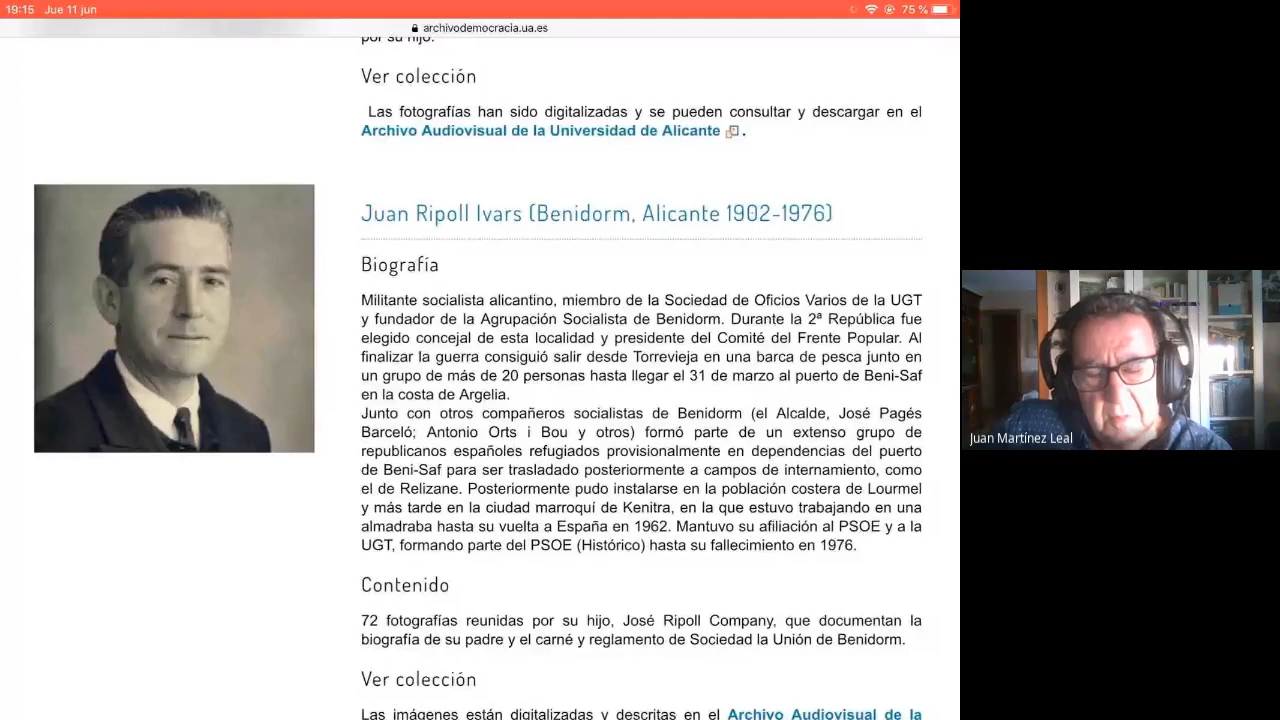 19:15 Jue 11 jun
75 %
archivodemocracia.ua.es
por su hijo.
Ver colección
Las fotografías han sido digitalizadas y se pueden consultar y descargar en el
Archivo Audiovisual de la Universidad de Alicante .
Juan Ripoll Ivars (Benidorm, Alicante 1902-1976)
Biografía
Militante socialista alicantino, miembro de la Sociedad de Oficios Varios de la UGT
y fundador de la Agrupación Socialista de Benidorm. Durante la 2ª República fue
elegido concejal de esta localidad y presidente del Comité del Frente Popular. Al
finalizar la guerra consiguió salir desde Torrevieja en una barca de pesca junto en
un grupo de más de 20 personas hasta llegar el 31 de marzo al puerto de Beni-Saf
en la costa de Argelia.
Junto con otros compañeros socialistas de Benidorm (el Alcalde, José Pagés
Barceló; Antonio Orts i Bou y otros) formó parte de un extenso grupo de
republicanos españoles refugiados provisionalmente en dependencias del puerto
de Beni-Saf para ser trasladado posteriormente a campos de internamiento, como
el de Relizane. Posteriormente pudo instalarse en la población costera de Lourmel
y más tarde en la ciudad marroquí de Kenitra, en la que estuvo trabajando en una
almadraba hasta su vuelta a España en 1962. Mantuvo su afiliación al PSOE y a la
UGT, formando parte del PSOE (Histórico) hasta su fallecimiento en 1976.
Contenido
72 fotografías reunidas por su hijo, José Ripoll Company, que documentan la
biografía de su padre y el carné y reglamento de Sociedad la Unión de Benidorm.
Ver colección
Las imágenes están digitalizadas y descritas en el Archivo Audiovisual de la
Juan Martínez Leal